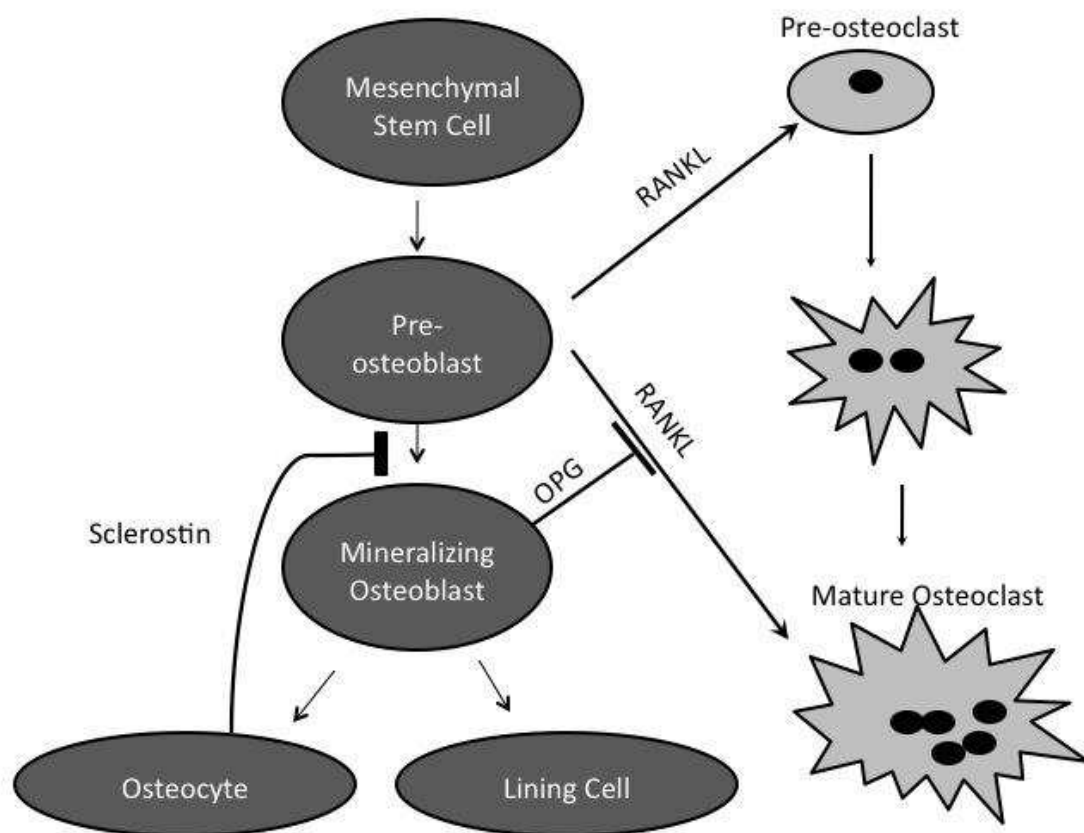 Pre-osteoclast
Mesenchymal
Stem Cell
RANKL
Pre-
osteoblast
RANKL
OPG
Sclerostin
Mineralizing
Osteoblast
Mature Osteoclast
Osteocyte
Lining Cell